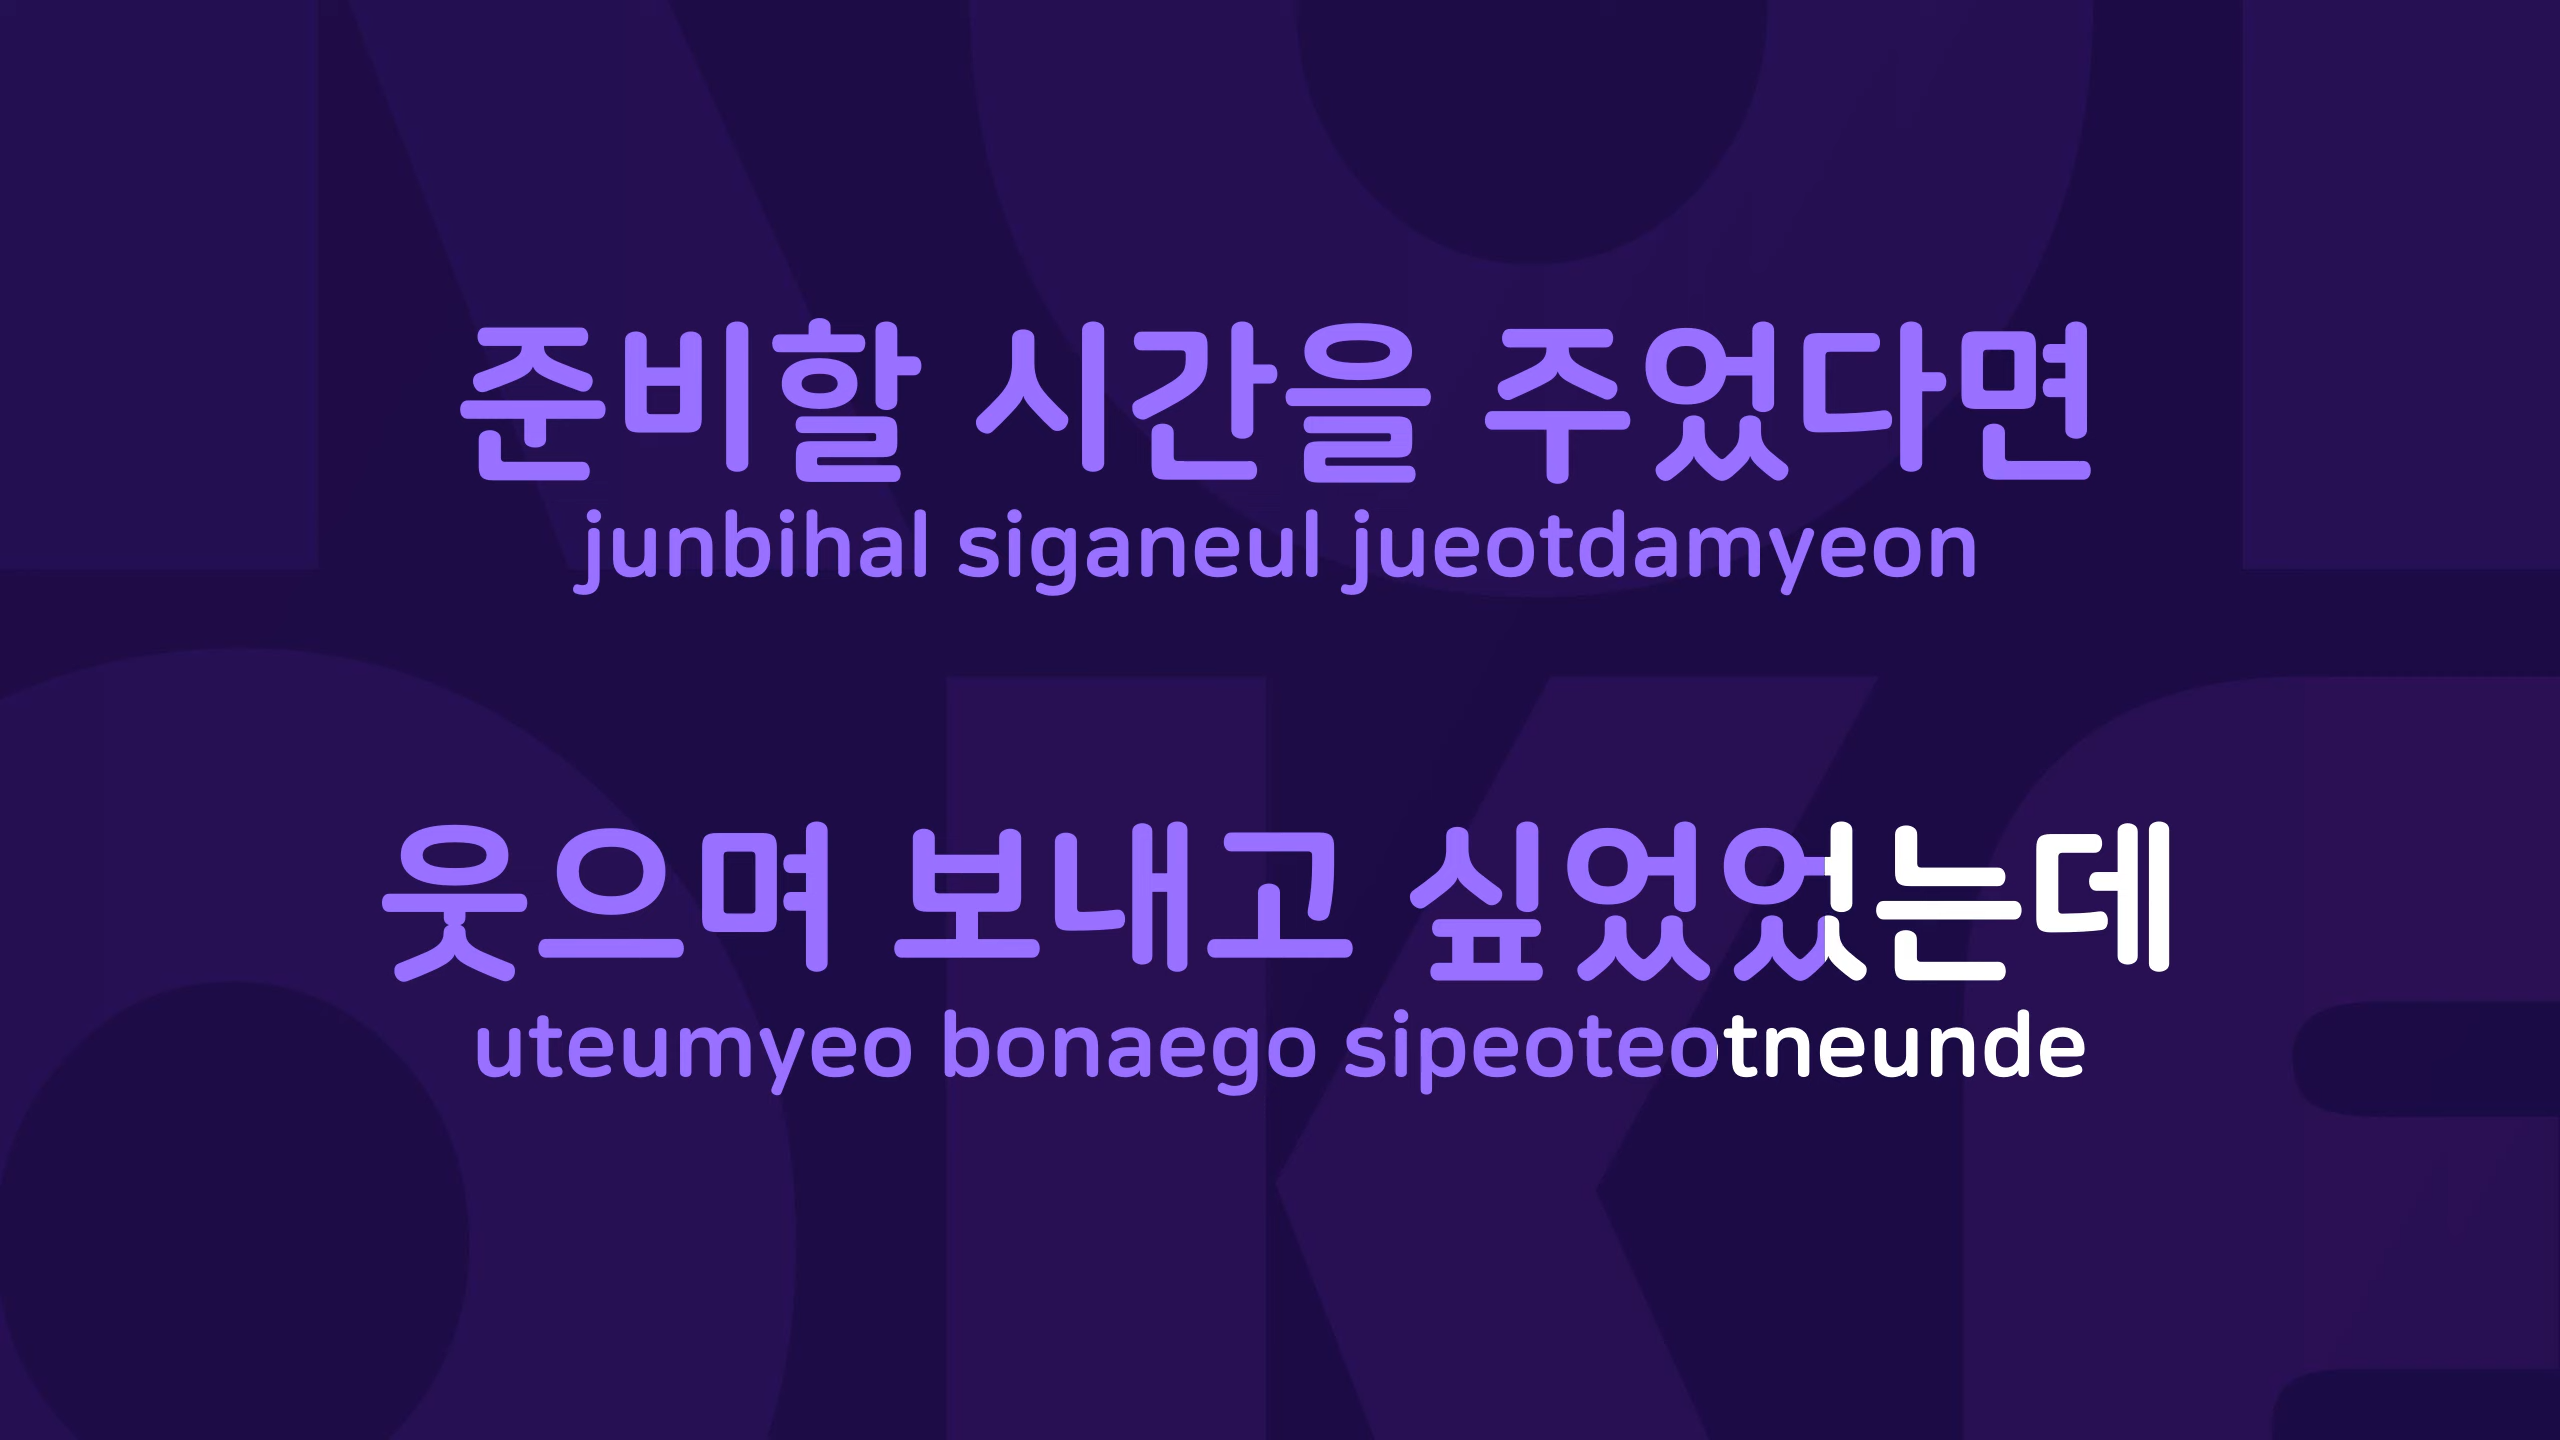 준비할 시간을 주었다면
junbihal siganeul jueotdamyeon
웃으며 보내고 싶었었는데
uteumyeo bonaego sipeoteotneunde